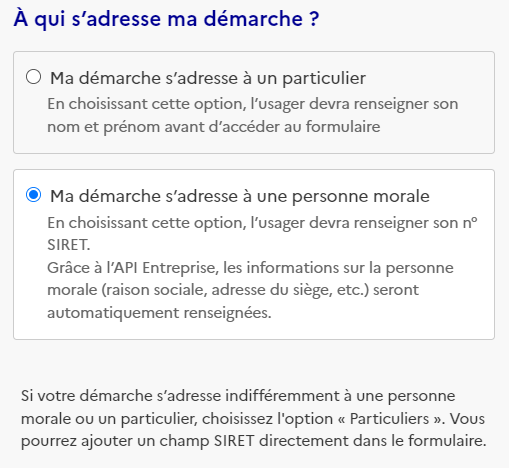 À qui s’adresse ma démarche ?
Ma démarche s’adresse à un particulier
En choisissant cette option, l’usager devra renseigner son
nom et prénom avant d’accéder au formulaire
Ma démarche s’adresse à une personne morale
En choisissant cette option, l’usager devra renseigner son n°
SIRET.
Grâce à l’API Entreprise, les informations sur la personne
morale (raison sociale, adresse du siège, etc.) seront
automatiquement renseignées.
Si votre démarche s’adresse indifféremment à une personne
morale ou un particulier, choisissez l'option « Particuliers ». Vous
pourrez ajouter un champ SIRET directement dans le formulaire.